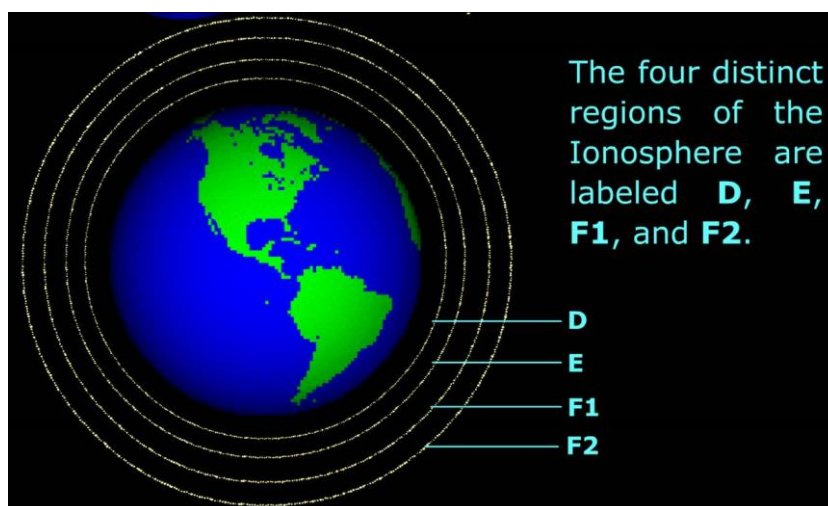 The four distinct
regions of the
Ionosphere are
labeled D, E,
F1, and F2.
D
E
F1
F2